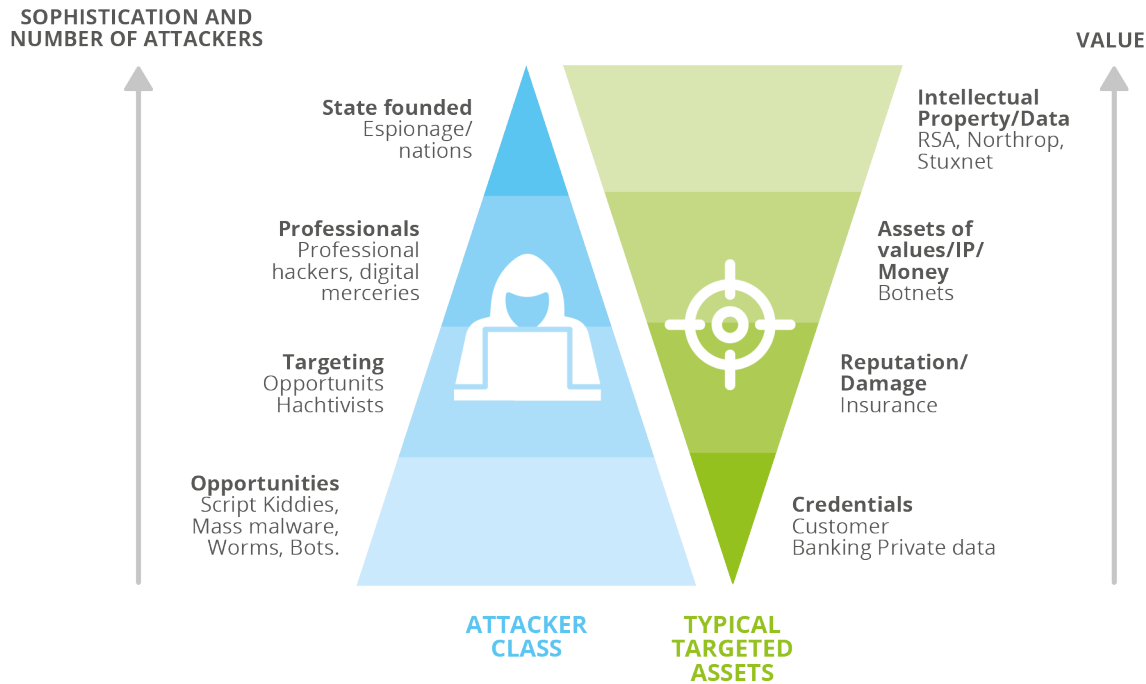 SOPHISTICATION AND
NUMBER OF ATTACKERS
VALUE
State founded
Espionage/
nations
Professionals
Professional
hackers, digital
merceries
Targeting
Opportunits
Hachtivists
Opportunities
Script Kiddies,
Mass malware,
Worms, Bots.
Intellectual
Property/Data
RSA, Northrop,
Stuxnet
Assets of
values/IP/
Money
Botnets
Reputation/
Damage
Insurance
Credentials
Customer
Banking Private data
ATTACKER
CLASS
TYPICAL
TARGETED
ASSETS